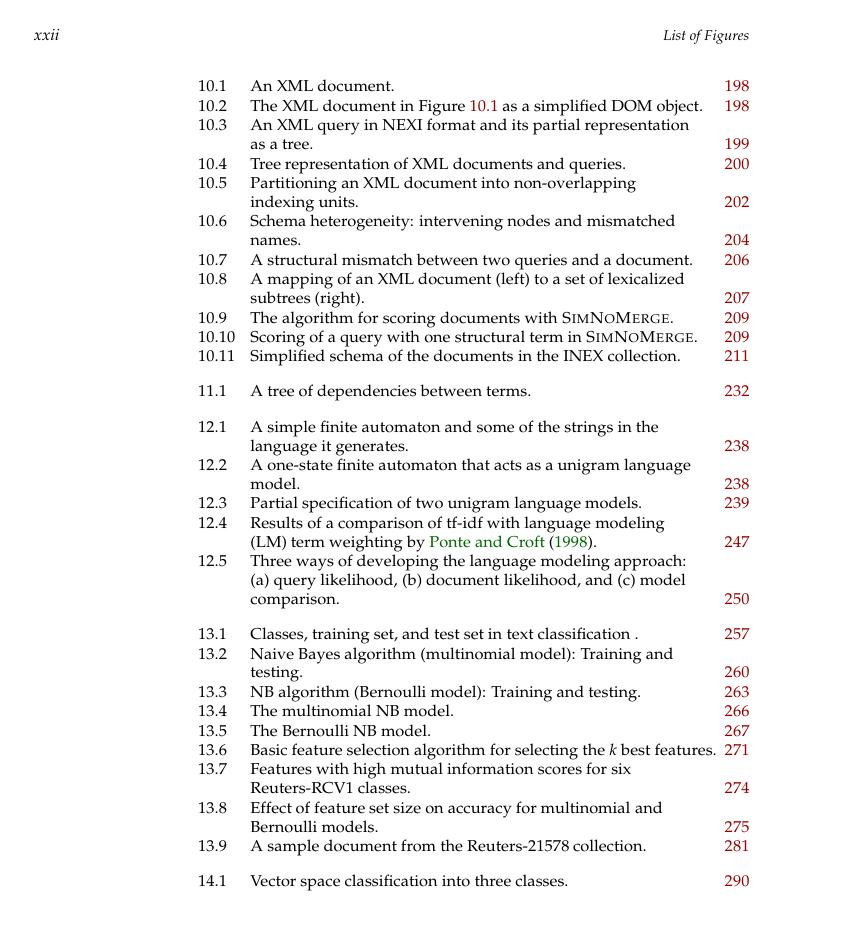 xxii List of Figures
10.1 An XML document. 198
10.2 The XML document in Figure 10.1 as a simplified DOM object. 198
10.3 An XML query in NEXI format and its partial representation
as a tree. 199
10.4 Tree representation of XML documents and queries. 200
10.5 Partitioning an XML document into non-overlapping
indexing units. 202
10.6 Schema heterogeneity: intervening nodes and mismatched
names. 204
10.7 A structural mismatch between two queries and a document. 206
10.8 A mapping of an XML document (left) to a set of lexicalized
subtrees (right). 207
10.9 The algorithm for scoring documents with SIMNOMERGE. 209
10.10 Scoring of a query with one structural term in SIMNOMERGE. 209
10.11 Simplified schema of the documents in the INEX collection. 211
11.1 A tree of dependencies between terms. 232
12.1 A simple finite automaton and some of the strings in the
language it generates. 238
12.2 A one-state finite automaton that acts as a unigram language
model. 238
12.3 Partial specification of two unigram language models. 239
12.4 Results of a comparison of tf-idf with language modeling
(LM) term weighting by Ponte and Croft (1998). 247
12.5 Three ways of developing the language modeling approach:
(a) query likelihood, (b) document likelihood, and (c) model
comparison. 250
13.1 Classes, training set, and test set in text classification . 257
13.2 Naive Bayes algorithm (multinomial model): Training and
testing. 260
13.3 NB algorithm (Bernoulli model): Training and testing. 263
13.4 The multinomial NB model. 266
13.5 The Bernoulli NB model. 267
13.6 Basic feature selection algorithm for selecting the k best features. 271
13.7 Features with high mutual information scores for six
Reuters-RCV1 classes. 274
13.8 Effect of feature set size on accuracy for multinomial and
Bernoulli models. 275
13.9 A sample document from the Reuters-21578 collection. 281
14.1 Vector space classification into three classes. 290